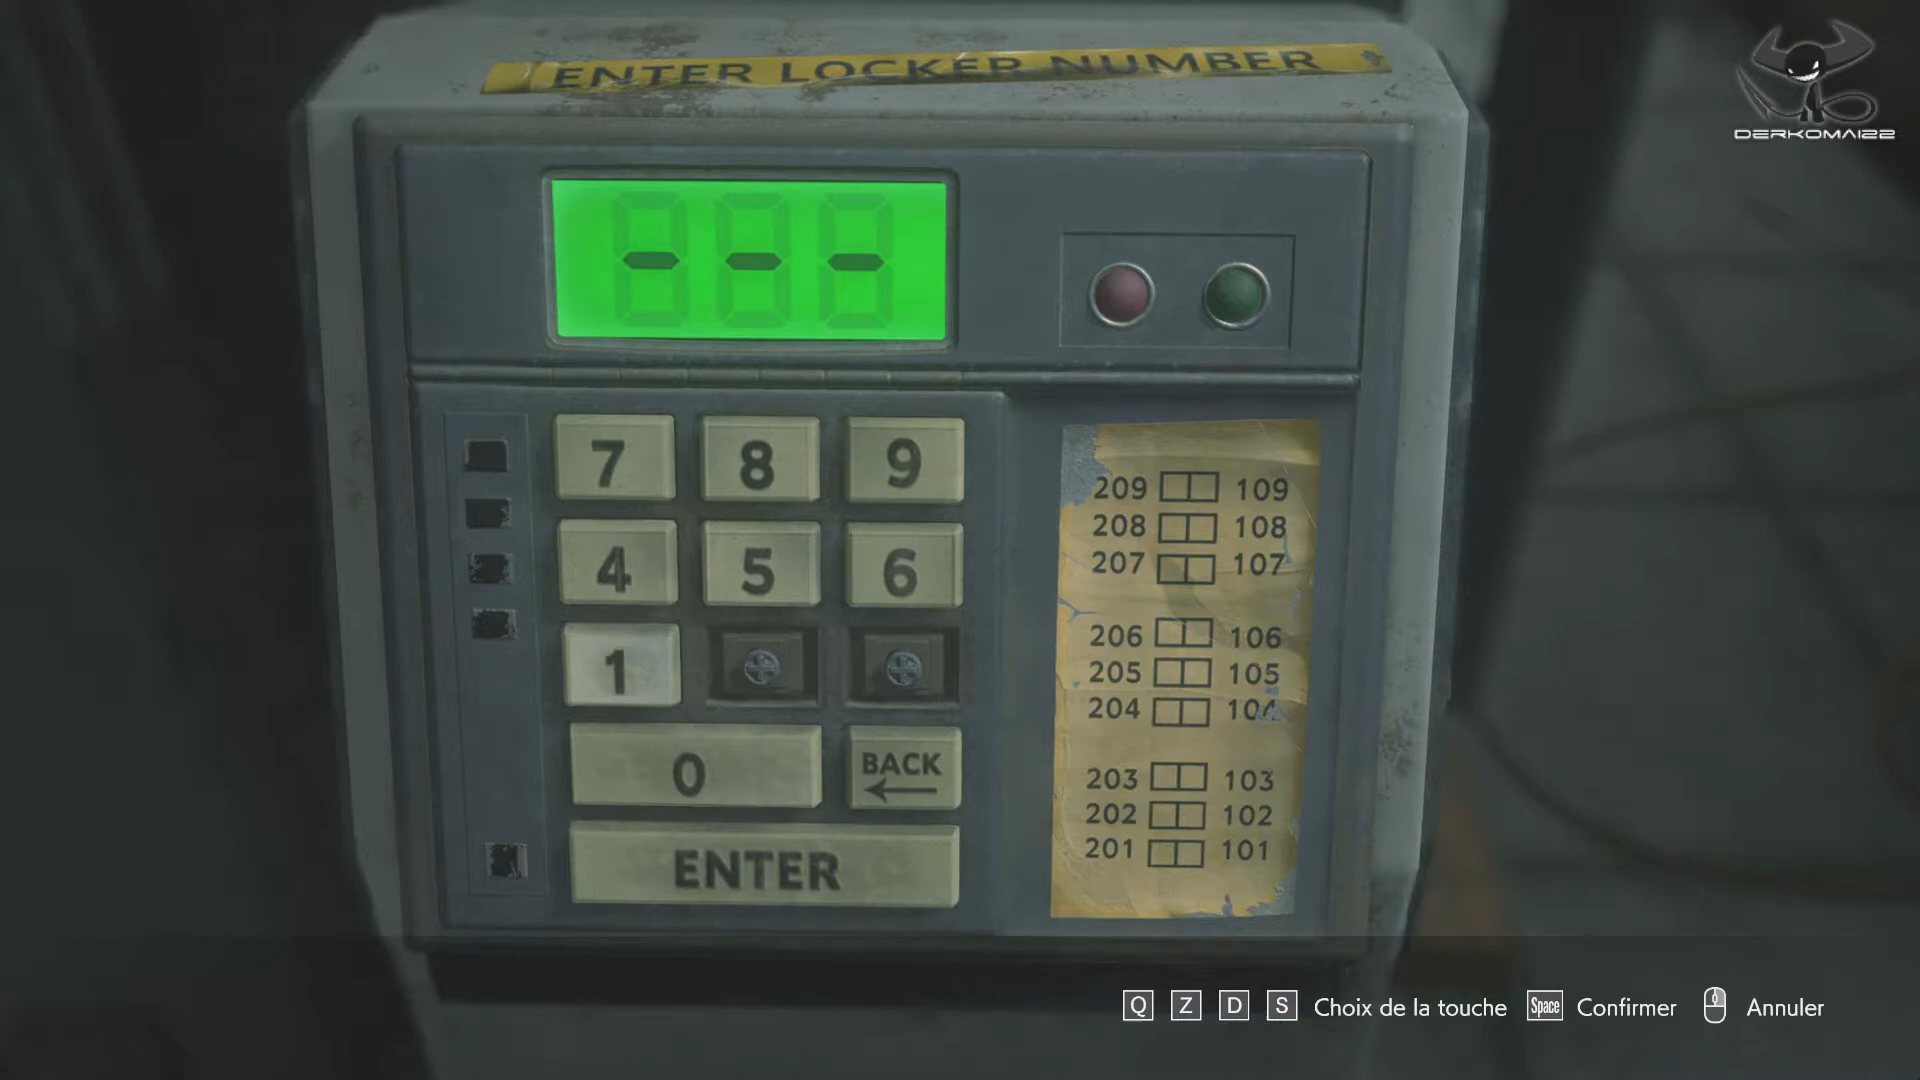 ENTER LOCKER NUMBER
DERKOMAI22
7 8 9
4 5 6
1
0 BACK
ENTER
209 109
208 108
207 107
206 106
205 105
204 104
203 103
202 102
201 101
Q Z D S Choix de la touche Space Confirmer Annuler